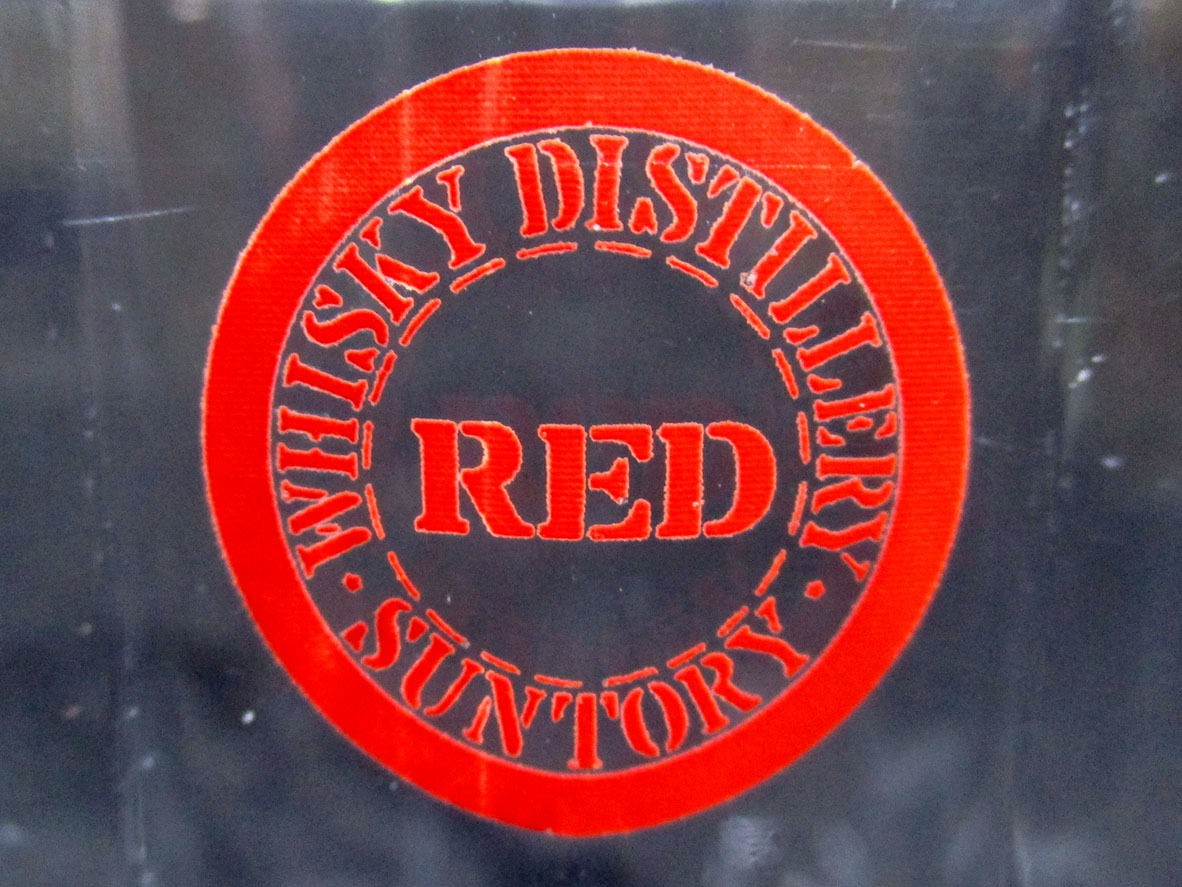 WHISKY DISTILLERY
RED
· SUNTORY ·